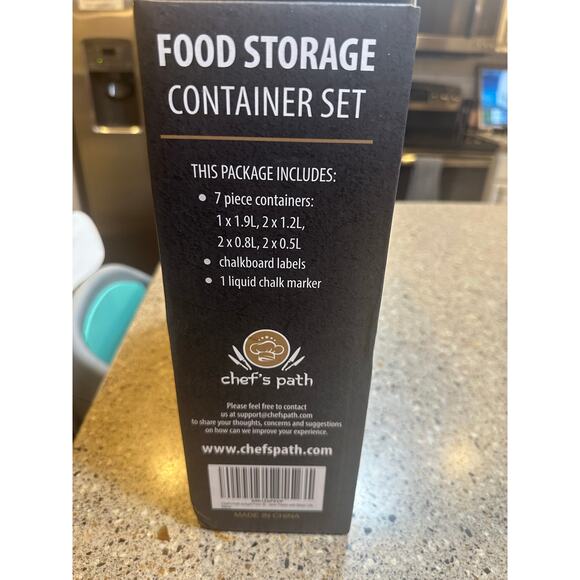 FOOD STORAGE
CONTAINER SET
THIS PACKAGE INCLUDES:
• 7 piece containers:
1 x 1.9L, 2 x 1.2L,
2 x 0.8L, 2 x 0.5L
• chalkboard labels
• 1 liquid chalk marker
chef's path
Please feel free to contact
us at support@chefspath.com
to share your thoughts, concerns and suggestions
on how can we improve your experience.
www.chefspath.com
MADE IN CHINA